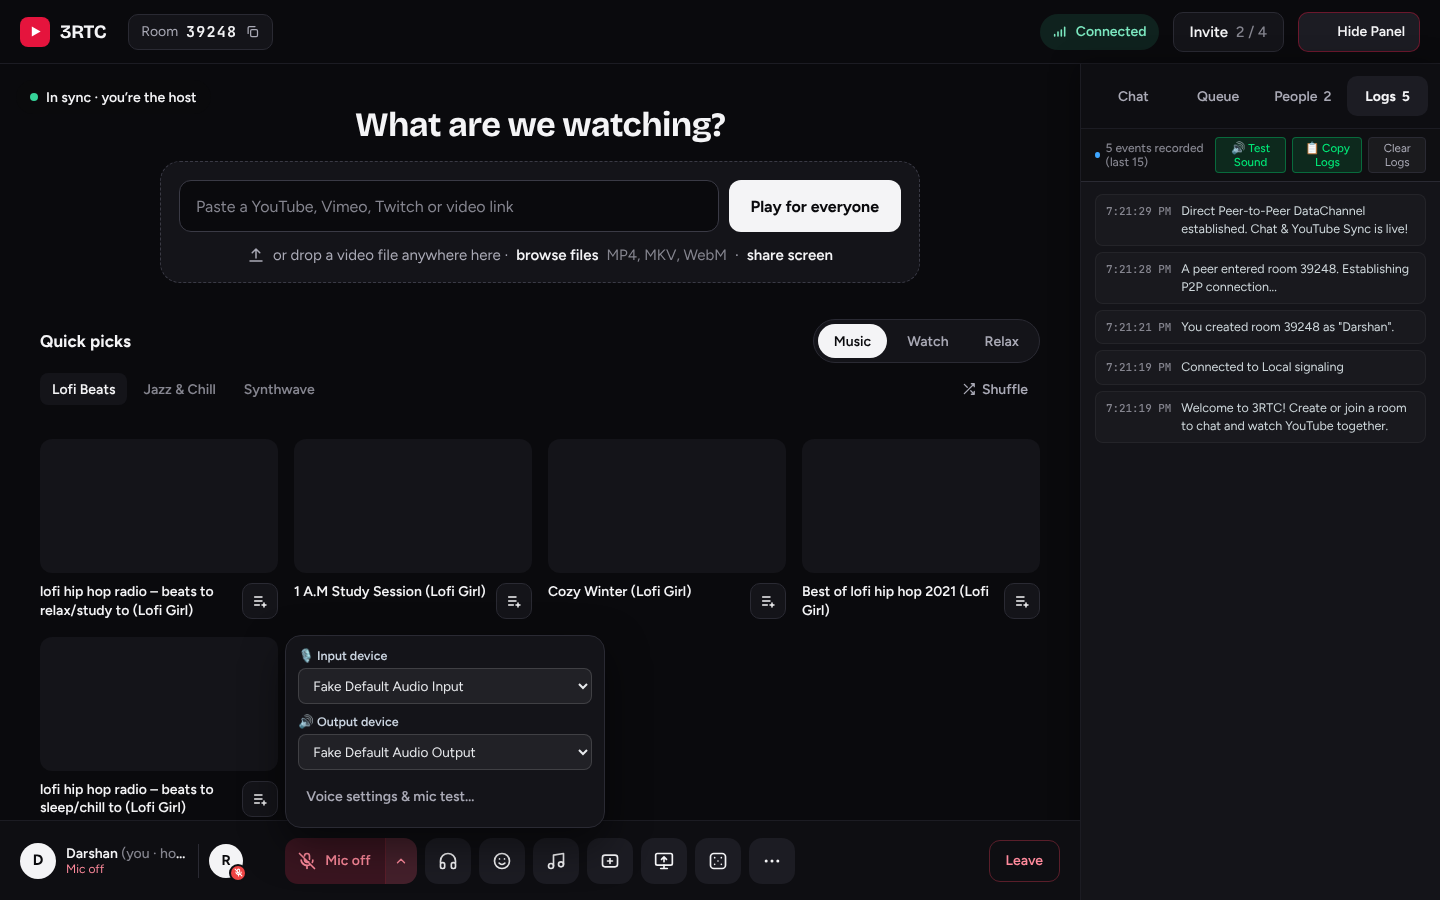 3RTC
Room 39248
Connected
Invite 2 / 4
Hide Panel
In sync · you're the host
What are we watching?
Paste a YouTube, Vimeo, Twitch or video link
Play for everyone
or drop a video file anywhere here · browse files MP4, MKV, WebM · share screen
Quick picks
Music
Watch
Relax
Lofi Beats
Jazz & Chill
Synthwave
Shuffle
lofi hip hop radio – beats to
relax/study to (Lofi Girl)
1 A.M Study Session (Lofi Girl)
Cozy Winter (Lofi Girl)
Best of lofi hip hop 2021 (Lofi
Girl)
lofi hip hop radio – beats to
sleep/chill to (Lofi Girl)
Input device
Fake Default Audio Input
Output device
Fake Default Audio Output
Voice settings & mic test...
D
Darshan (you · ho...
Mic off
R
Mic off
Leave
Chat
Queue
People 2
Logs 5
5 events recorded
(last 15)
Test
Sound
Copy
Logs
Clear
Logs
7:21:29 PM Direct Peer-to-Peer DataChannel
established. Chat & YouTube Sync is live!
7:21:28 PM A peer entered room 39248. Establishing
P2P connection...
7:21:21 PM You created room 39248 as "Darshan".
7:21:19 PM Connected to Local signaling
7:21:19 PM Welcome to 3RTC! Create or join a room
to chat and watch YouTube together.